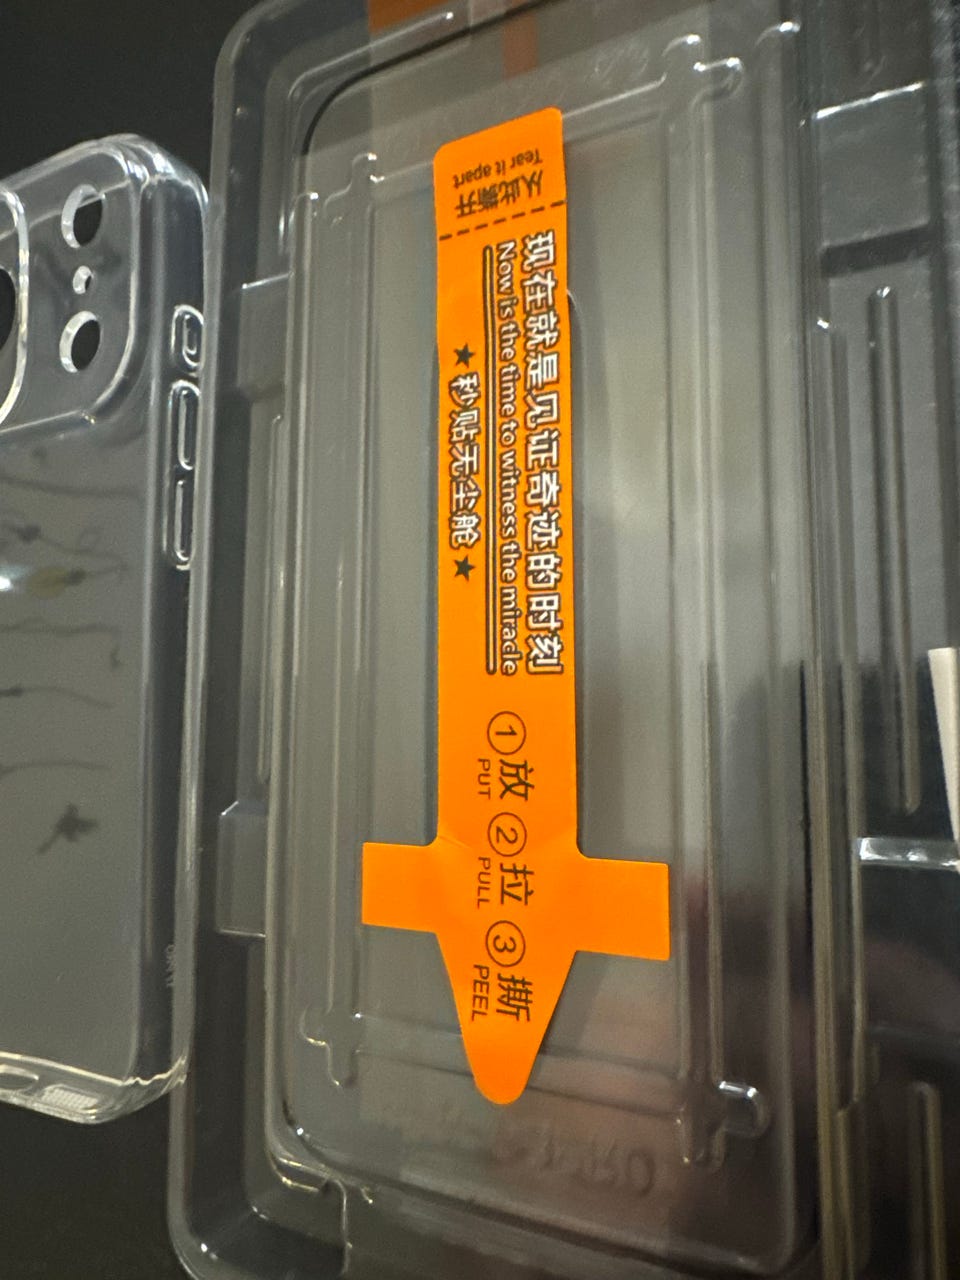 从此撕开
Tear it apart
现在就是见证奇迹的时刻
Now is the time to witness the miracle
★秒贴无尘舱★
①放 ②拉 ③撕
PUT PULL PEEL